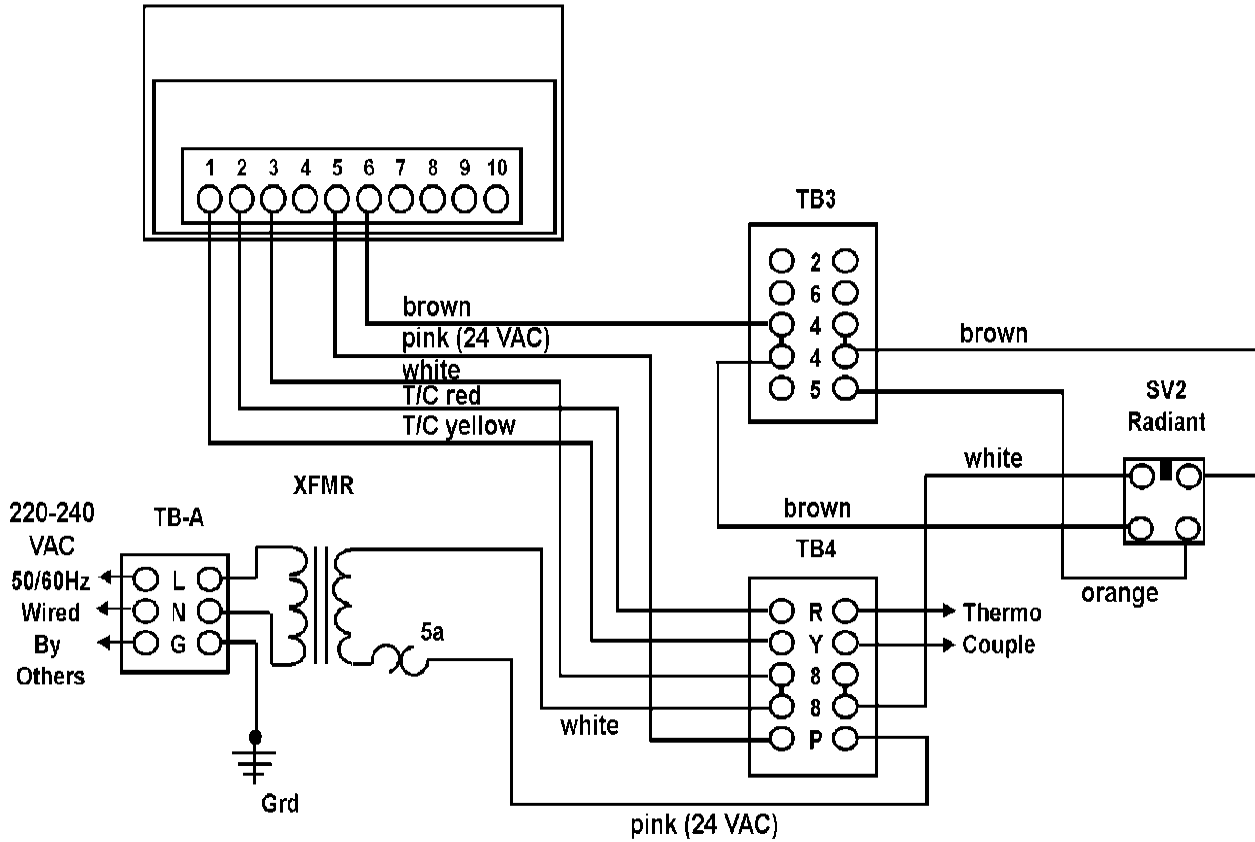 1 2 3 4 5 6 7 8 9 10
TB3
2
6
4
4
5
brown
pink (24 VAC)
white
T/C red
T/C yellow
brown
SV2
Radiant
white
brown
orange
XFMR
220-240
VAC
50/60Hz
Wired
By
Others
TB-A
L
N
G
Grd
5a
white
TB4
R
Y
8
8
P
Thermo
Couple
pink (24 VAC)